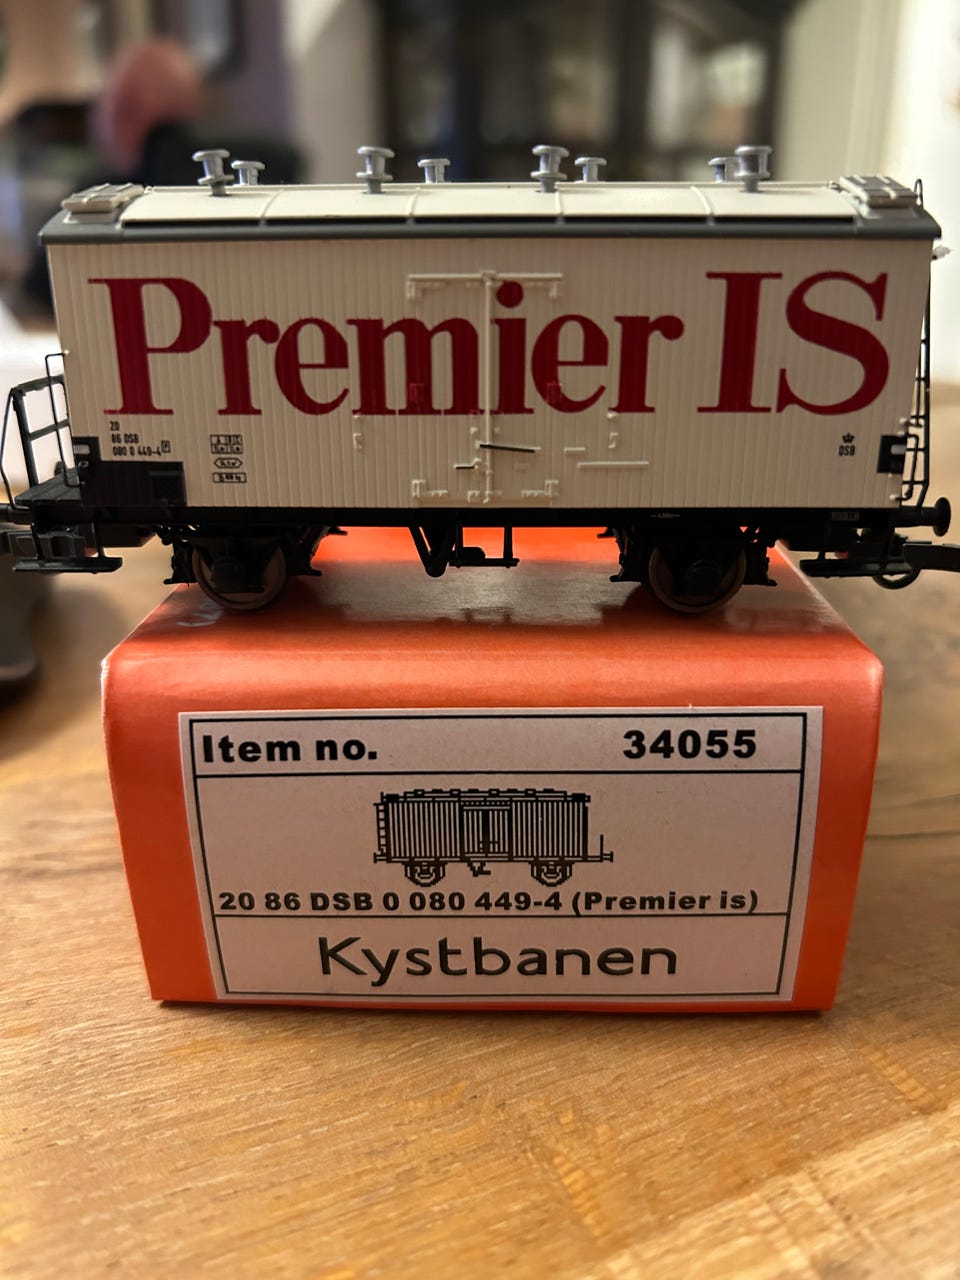 Premier IS
20
86 DSB
080 0 449-4 P
DSB
Item no. 34055
20 86 DSB 0 080 449-4 (Premier is)
Kystbanen